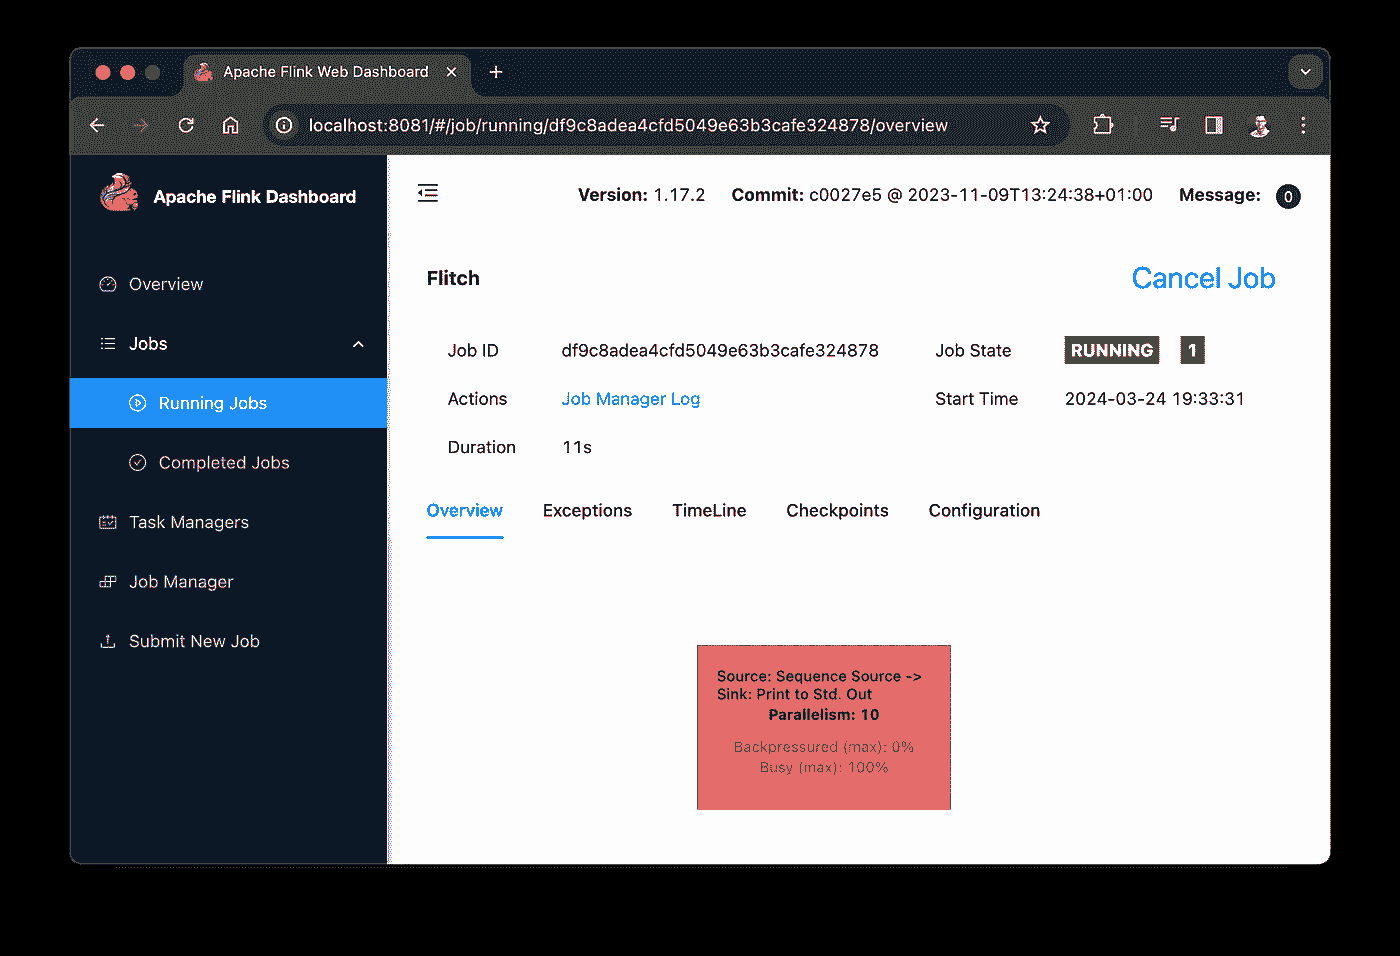 Apache Flink Web Dashboard
localhost:8081/#/job/running/df9c8adea4cfd5049e63b3cafe324878/overview
Apache Flink Dashboard
Version: 1.17.2 Commit: c0027e5 @ 2023-11-09T13:24:38+01:00 Message: 0
Overview
Jobs
Running Jobs
Completed Jobs
Task Managers
Job Manager
Submit New Job
Flitch
Cancel Job
Job ID df9c8adea4cfd5049e63b3cafe324878 Job State RUNNING 1
Actions Job Manager Log Start Time 2024-03-24 19:33:31
Duration 11s
Overview Exceptions TimeLine Checkpoints Configuration
Source: Sequence Source ->
Sink: Print to Std. Out
Parallelism: 10
Backpressured (max): 0%
Busy (max): 100%